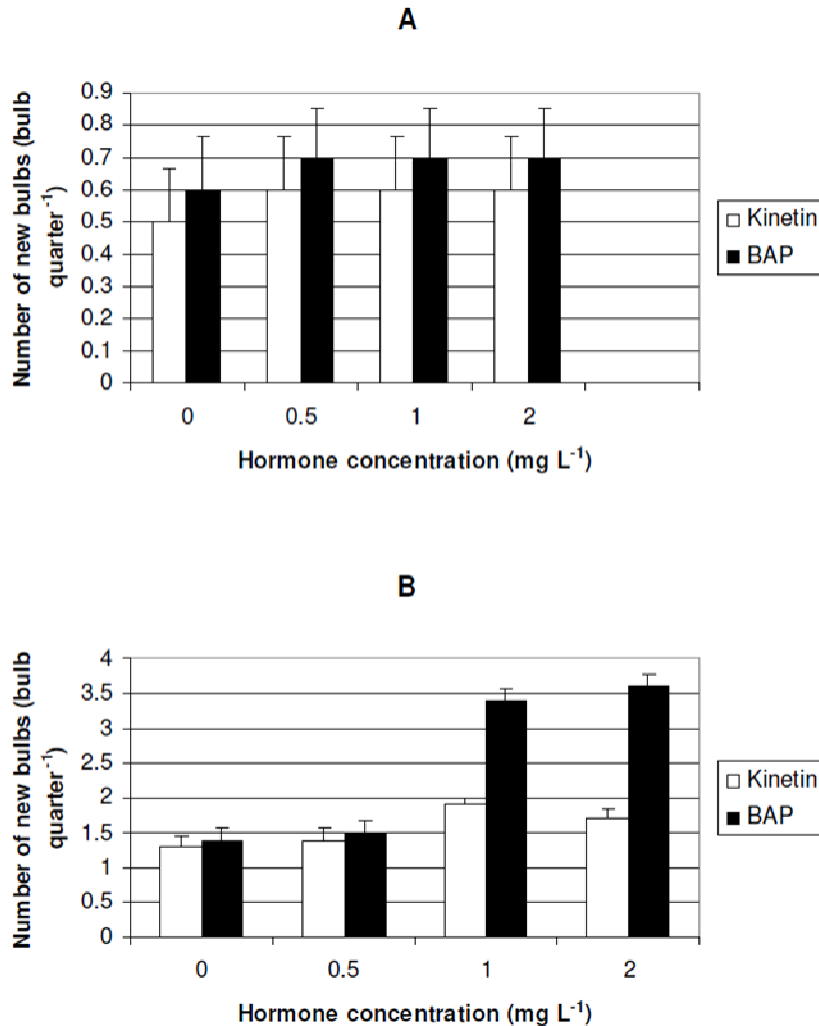 A
Number of new bulbs (bulb
quarter⁻¹)
0.9
0.8
0.7
0.6
0.5
0.4
0.3
0.2
0.1
0
0 0.5 1 2
Hormone concentration (mg L⁻¹)
Kinetin
BAP
B
Number of new bulbs (bulb
quarter⁻¹)
4
3.5
3
2.5
2
1.5
1
0.5
0
0 0.5 1 2
Hormone concentration (mg L⁻¹)
Kinetin
BAP